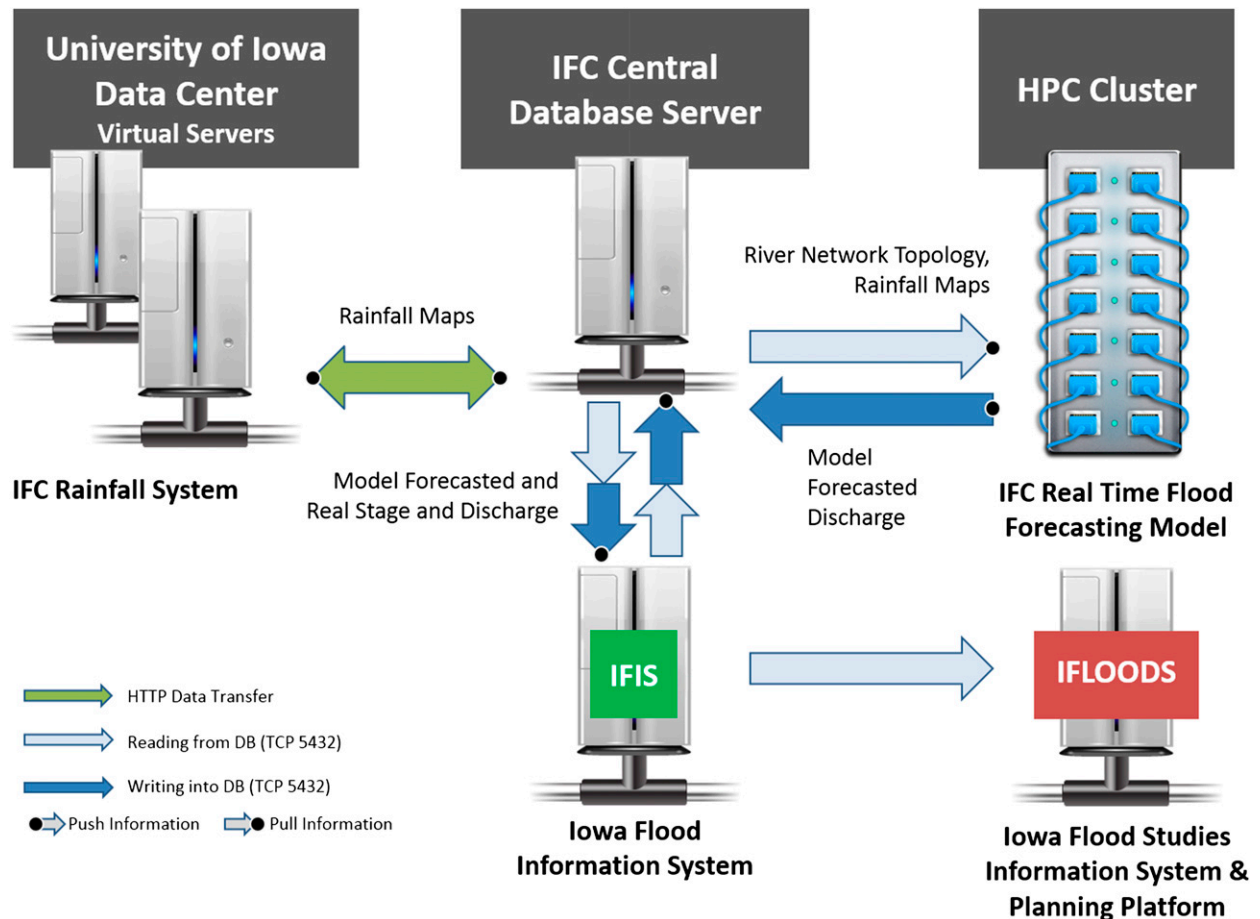 University of Iowa
Data Center
Virtual Servers
IFC Central
Database Server
HPC Cluster
River Network Topology,
Rainfall Maps
Rainfall Maps
Model Forecasted and
Real Stage and Discharge
Model
Forecasted
Discharge
IFC Rainfall System
IFC Real Time Flood
Forecasting Model
IFIS
IFLOODS
HTTP Data Transfer
Reading from DB (TCP 5432)
Writing into DB (TCP 5432)
Push Information
Pull Information
Iowa Flood
Information System
Iowa Flood Studies
Information System &
Planning Platform